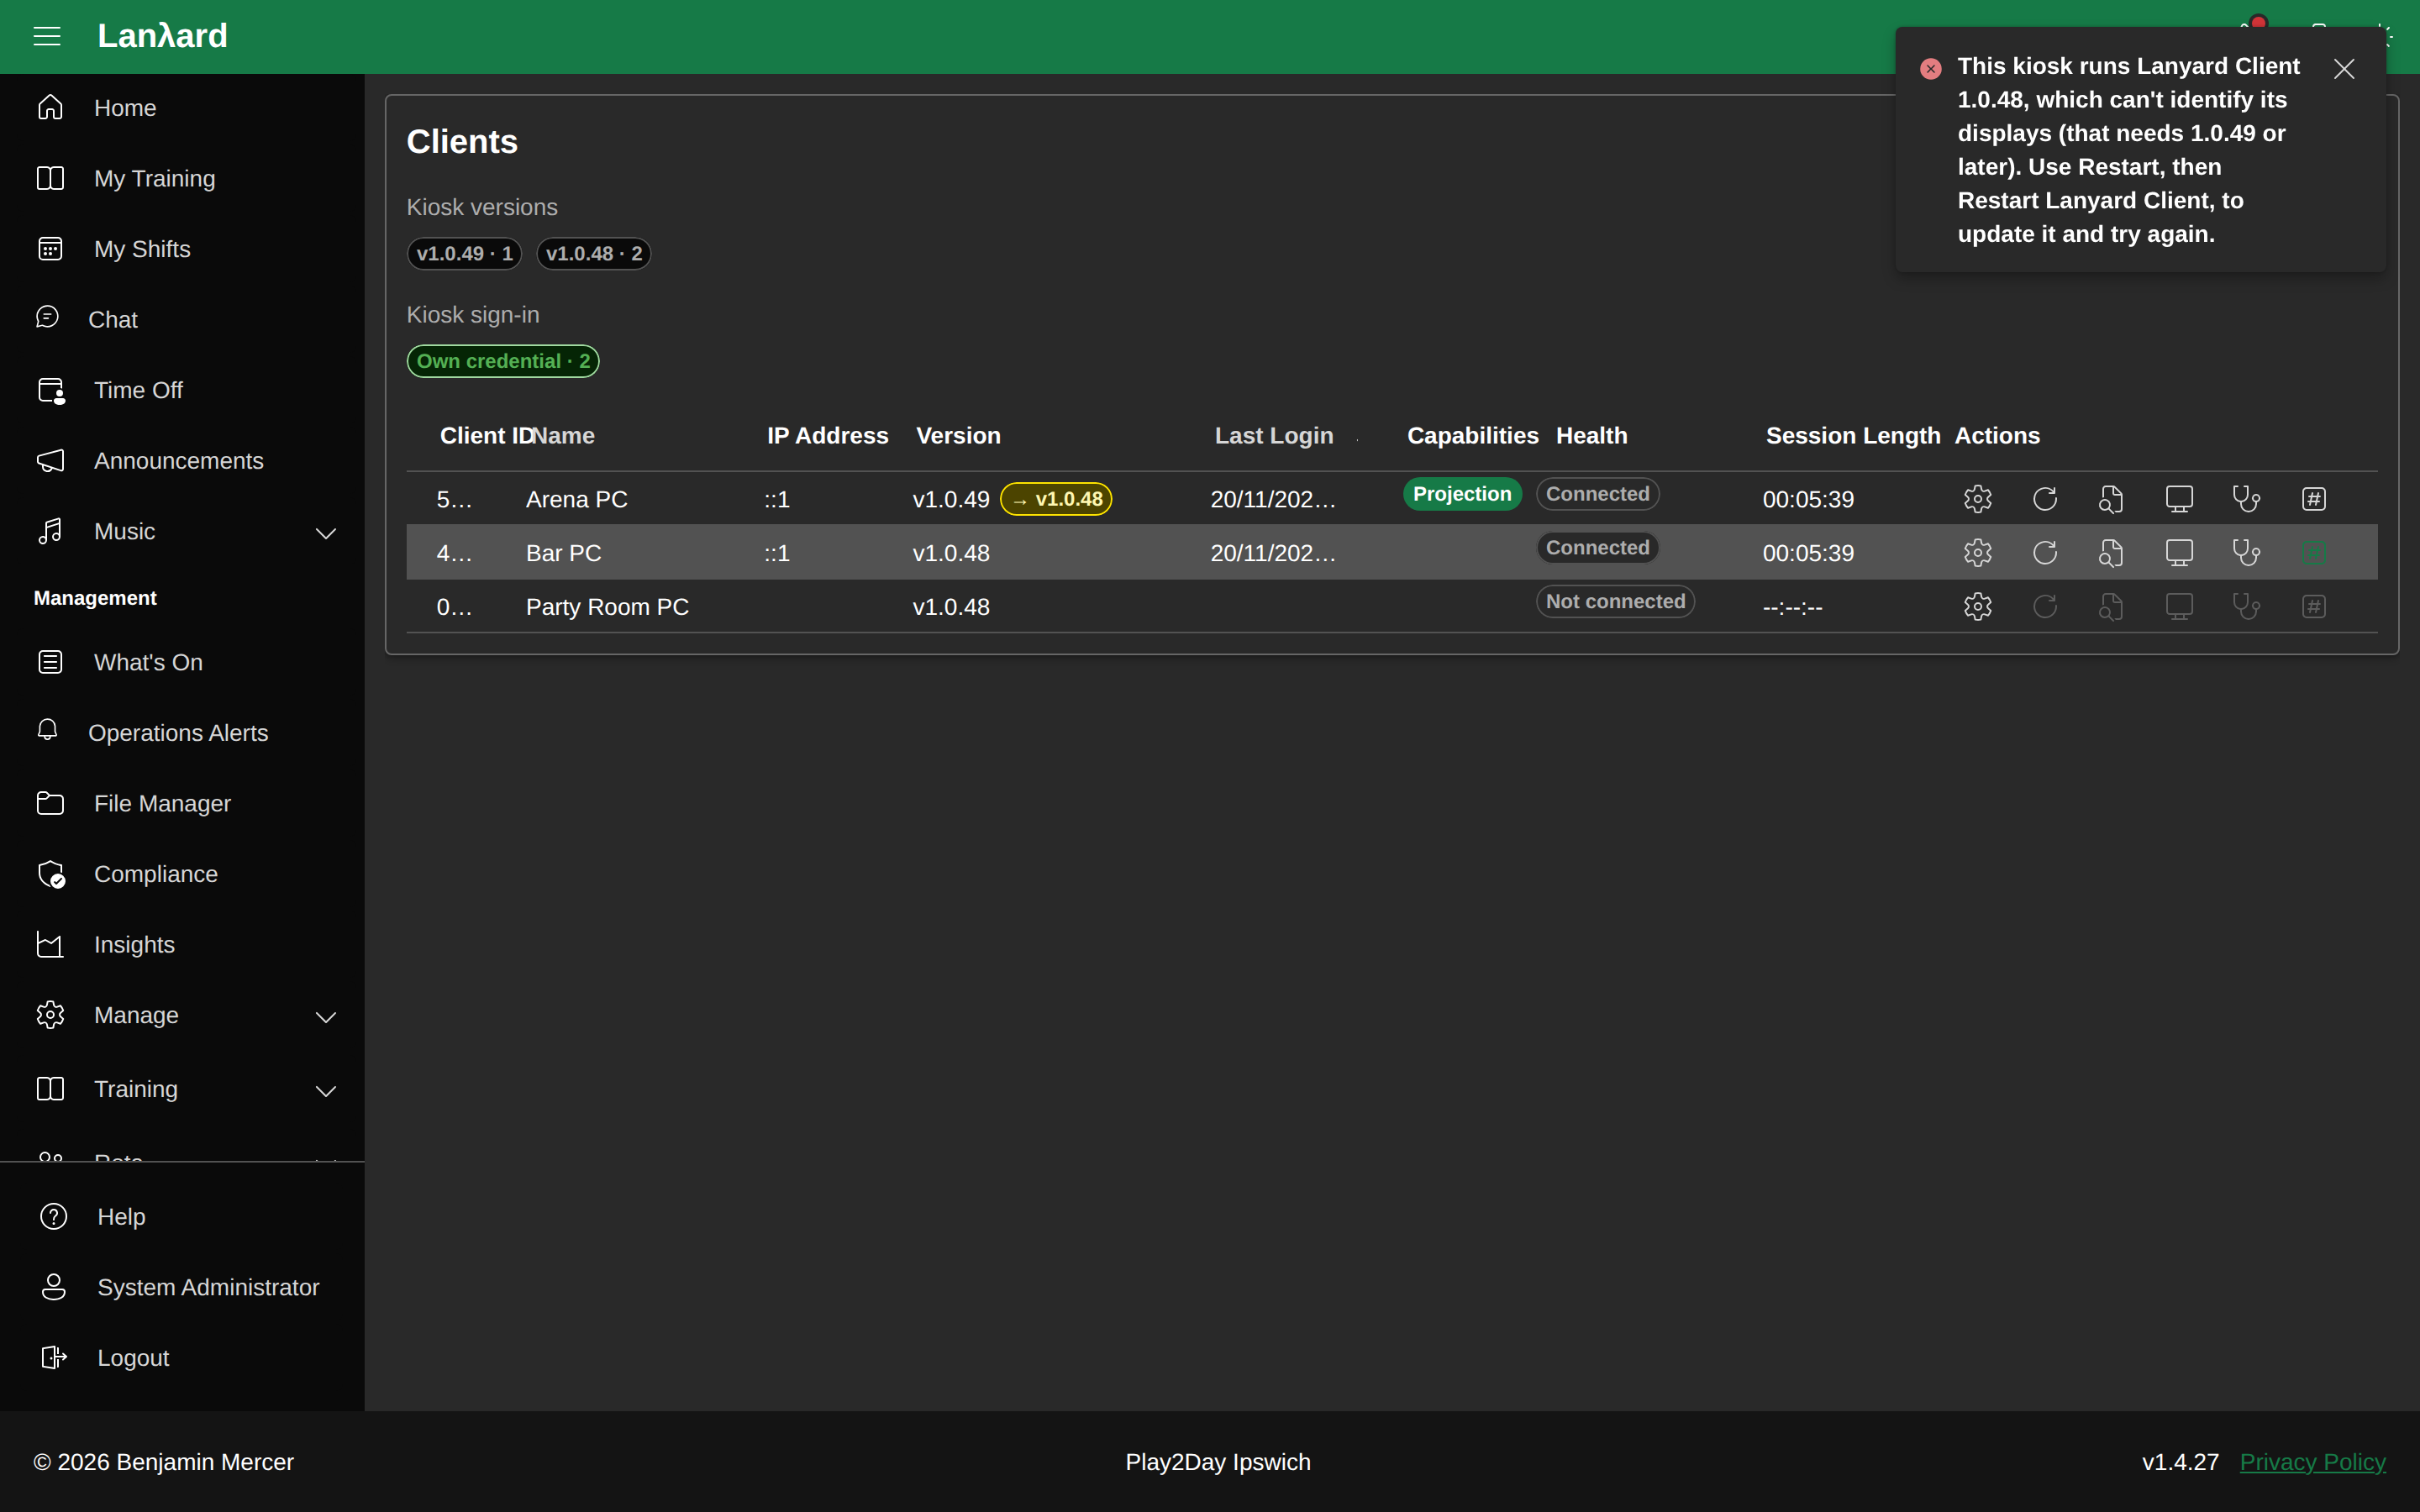 Lanλard
This kiosk runs Lanyard Client
1.0.48, which can't identify its
displays (that needs 1.0.49 or
later). Use Restart, then
Restart Lanyard Client, to
update it and try again.
Home
My Training
My Shifts
Chat
Time Off
Announcements
Music
Management
What's On
Operations Alerts
File Manager
Compliance
Insights
Manage
Training
Rota
Help
System Administrator
Logout
Clients
Kiosk versions
v1.0.49 · 1 v1.0.48 · 2
Kiosk sign-in
Own credential · 2
Client ID Name IP Address Version Last Login Capabilities Health Session Length Actions
5… Arena PC ::1 v1.0.49 → v1.0.48 20/11/202… Projection Connected 00:05:39
4… Bar PC ::1 v1.0.48 20/11/202… Connected 00:05:39
0… Party Room PC v1.0.48 Not connected --:--:--
© 2026 Benjamin Mercer Play2Day Ipswich v1.4.27 Privacy Policy